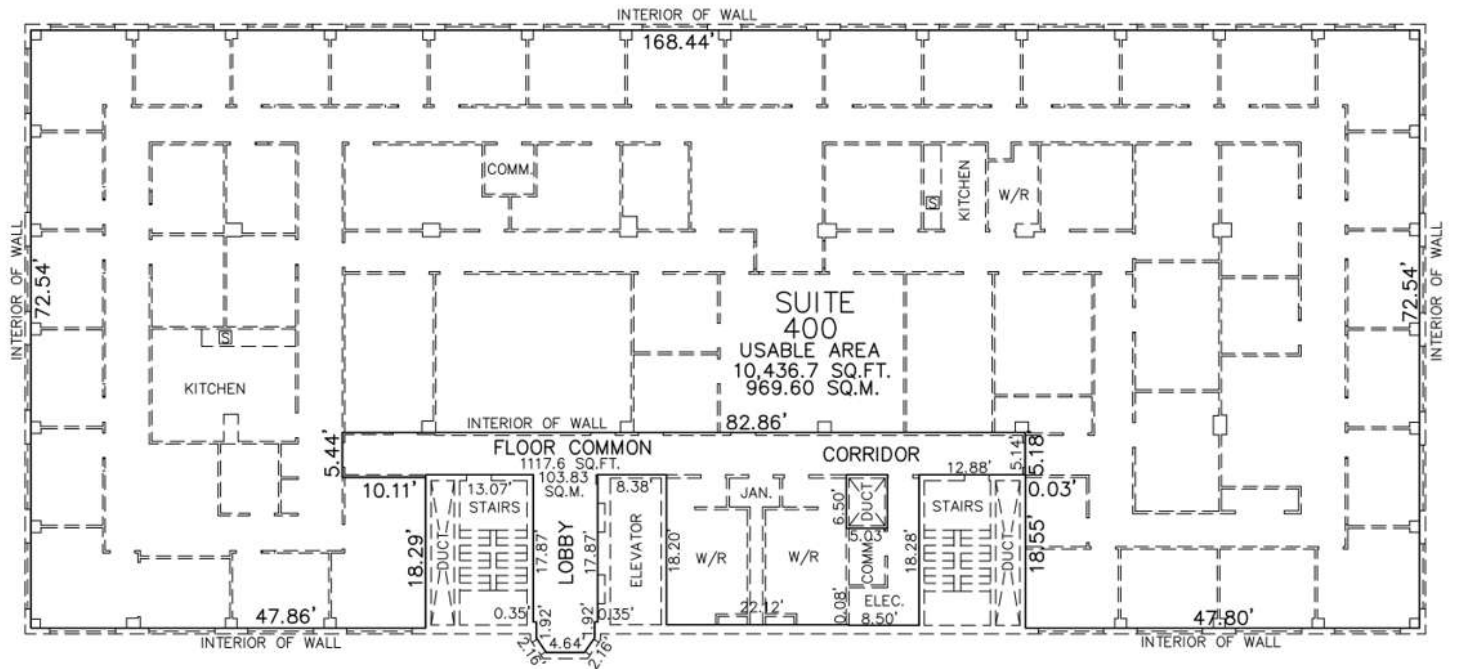 INTERIOR OF WALL
168.44'
COMM.
KITCHEN
W/R
S
INTERIOR OF WALL
72.54'
72.54'
INTERIOR OF WALL
SUITE
400
USABLE AREA
10,436.7 SQ.FT.
969.60 SQ.M.
S
KITCHEN
INTERIOR OF WALL
82.86'
5.44'
FLOOR COMMON
1117.6 SQ.FT.
103.83
SQ.M.
CORRIDOR
5.14'
5.18'
12.88'
10.11'
13.07'
STAIRS
8.38'
JAN.
6.50'
DUCT
5.03'
STAIRS
0.03'
18.29'
DUCT
17.87'
LOBBY
17.87'
ELEVATOR
18.20'
W/R
W/R
COMM.
18.28'
DUCT
18.55'
0.35'
0.35'
22.12'
0.08'
ELEC.
8.50'
47.86'
.92'
.92'
47.80'
2.16'
4.64'
2.16'
INTERIOR OF WALL
INTERIOR OF WALL